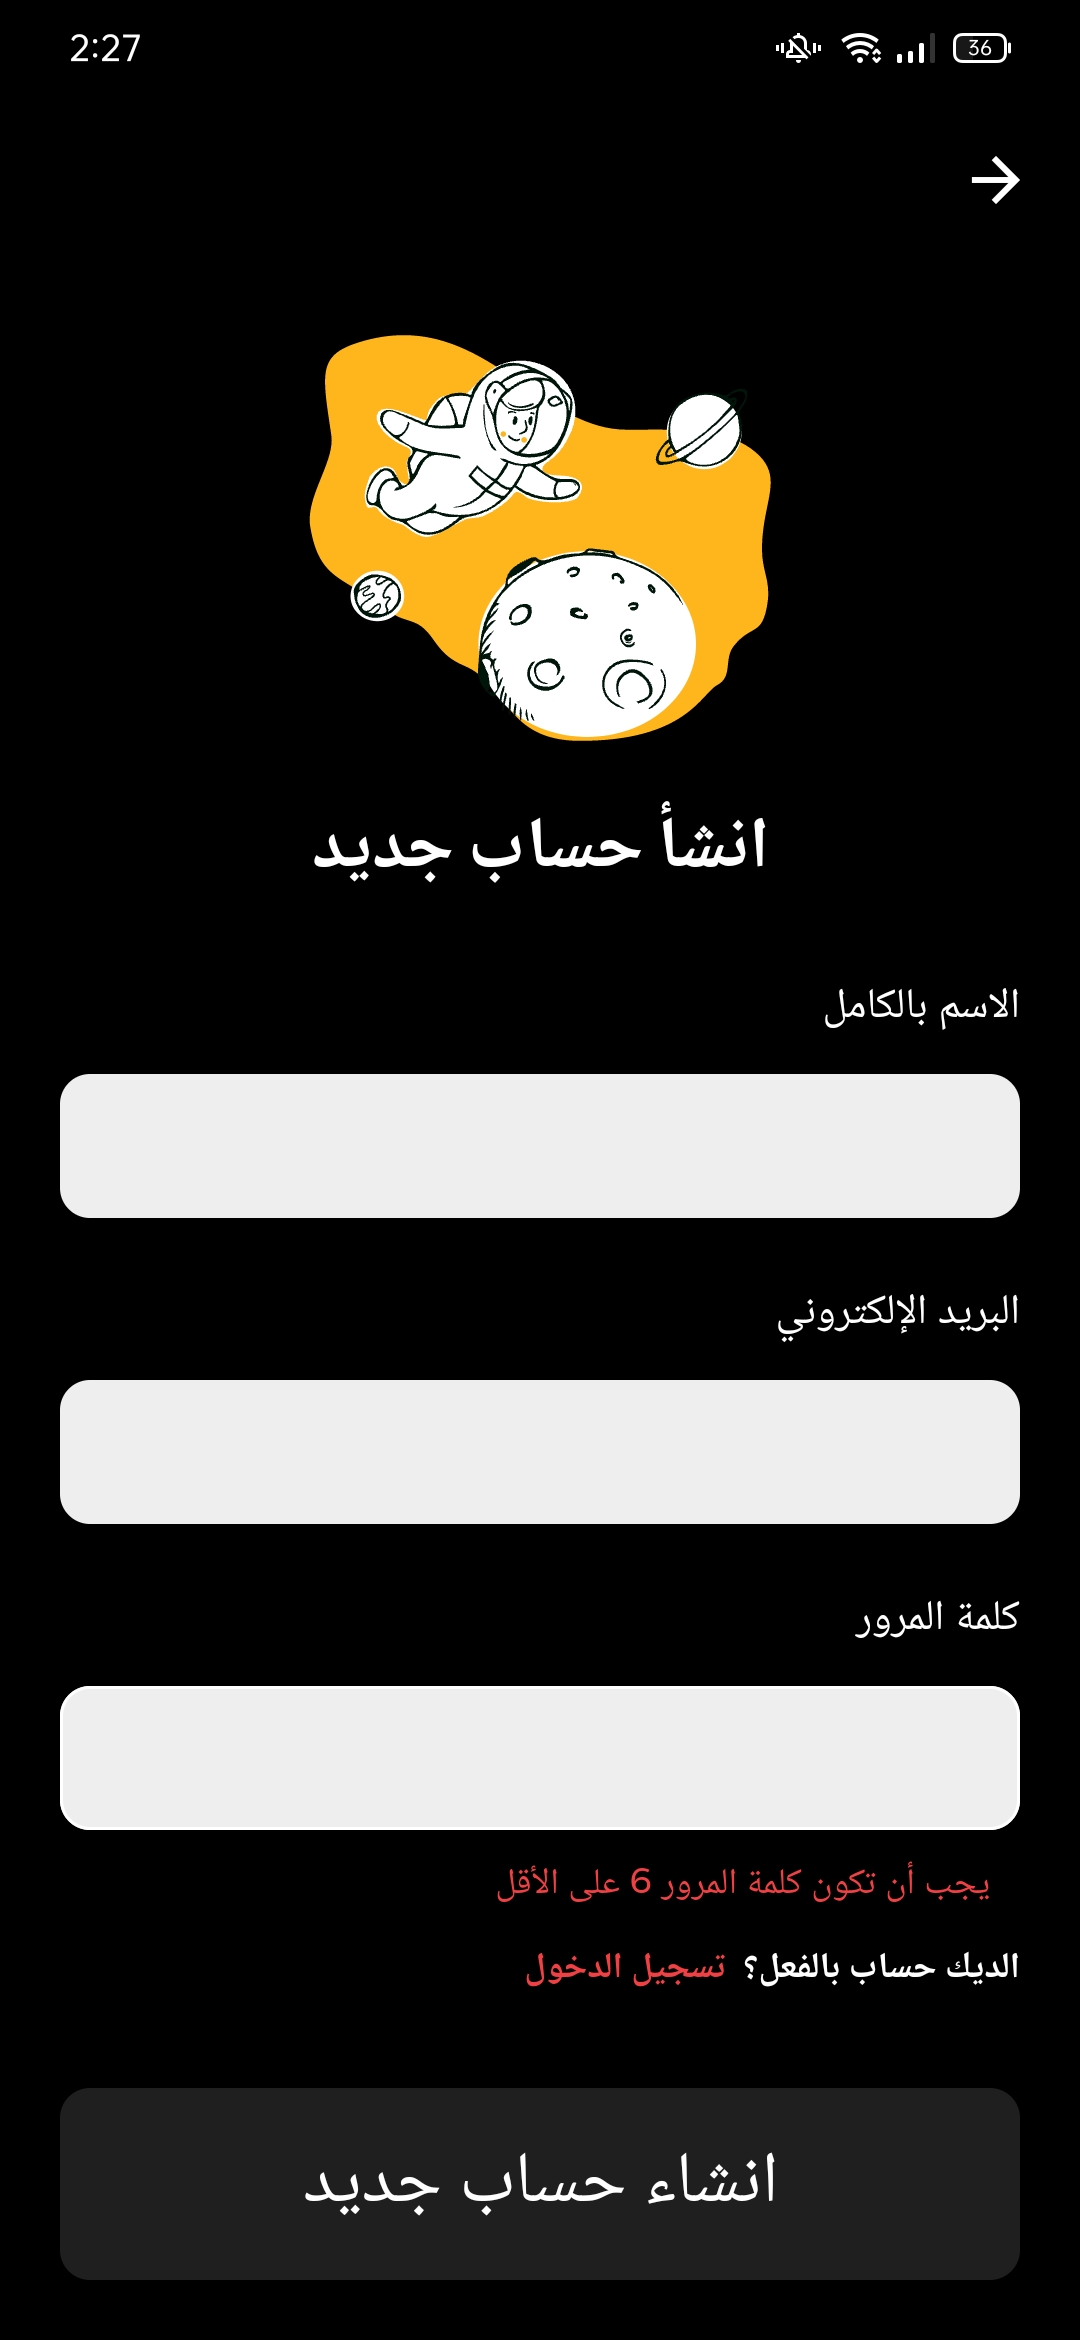 2:27
36
انشأ حساب جديد
الاسم بالكامل
البريد الإلكتروني
كلمة المرور
يجب أن تكون كلمة المرور 6 على الأقل
الديك حساب بالفعل؟ تسجيل الدخول
انشاء حساب جديد